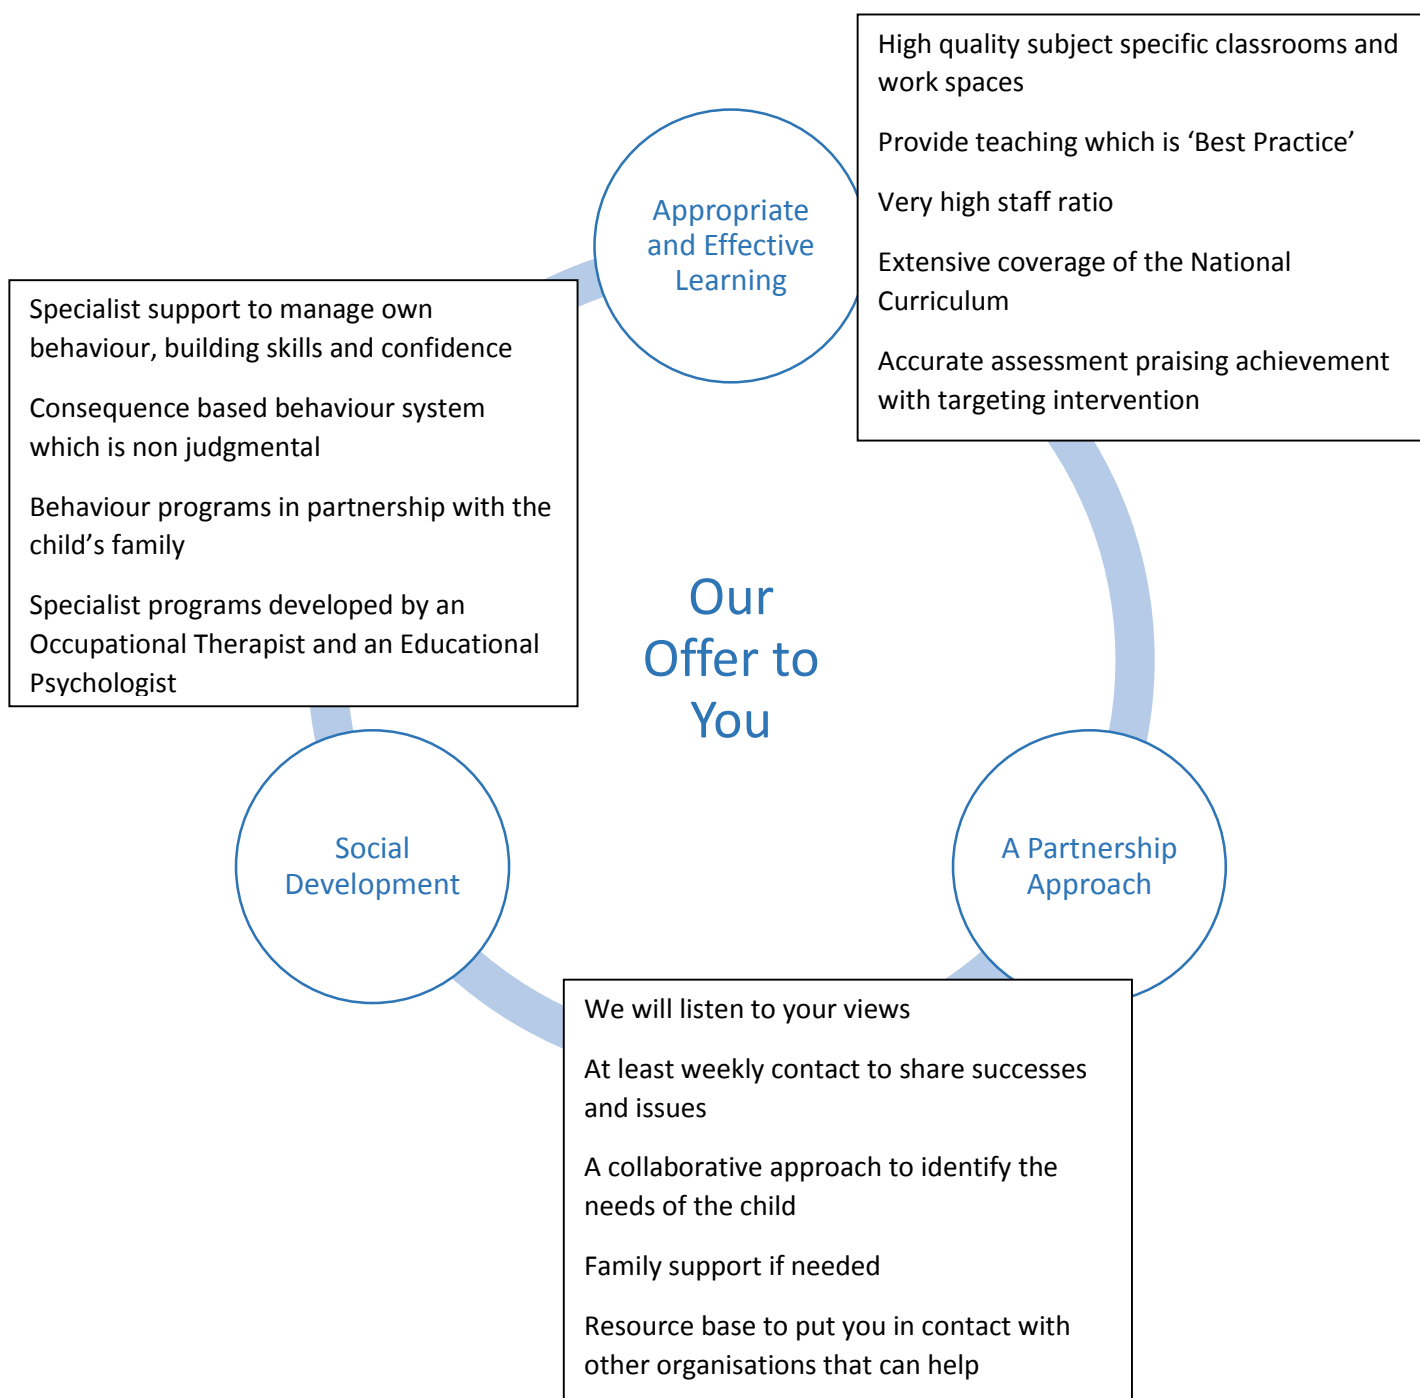 High quality subject specific classrooms and
work spaces
Provide teaching which is ‘Best Practice’
Very high staff ratio
Extensive coverage of the National
Curriculum
Accurate assessment praising achievement
with targeting intervention
Appropriate
and Effective
Learning
Specialist support to manage own
behaviour, building skills and confidence
Consequence based behaviour system
which is non judgmental
Behaviour programs in partnership with the
child’s family
Specialist programs developed by an
Occupational Therapist and an Educational
Psychologist
Our
Offer to
You
Social
Development
A Partnership
Approach
We will listen to your views
At least weekly contact to share successes
and issues
A collaborative approach to identify the
needs of the child
Family support if needed
Resource base to put you in contact with
other organisations that can help